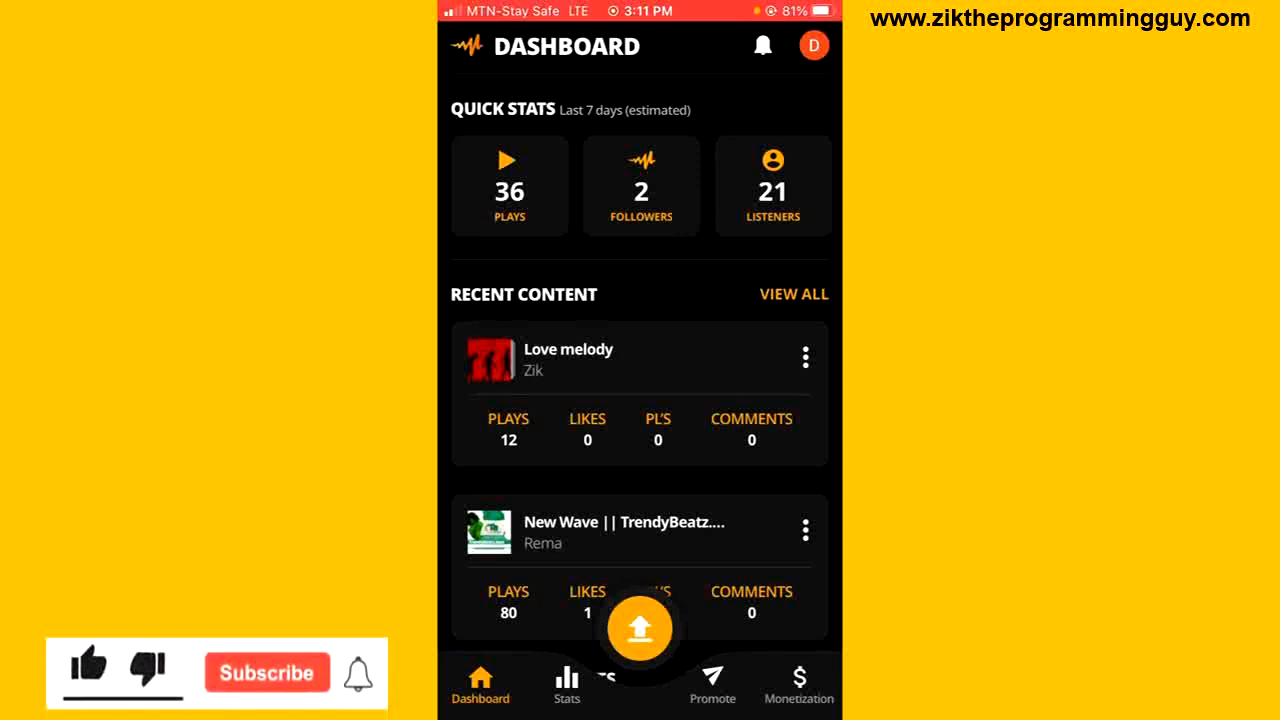 MTN-Stay Safe LTE 3:11 PM 81%
www.ziktheprogrammingguy.com
DASHBOARD
D
QUICK STATS Last 7 days (estimated)
36 2 21
PLAYS FOLLOWERS LISTENERS
RECENT CONTENT VIEW ALL
Love melody
Zik
PLAYS LIKES PL'S COMMENTS
12 0 0 0
New Wave || TrendyBeatz....
Rema
PLAYS LIKES COMMENTS
80 1 0
Subscribe
Dashboard Stats Promote Monetization